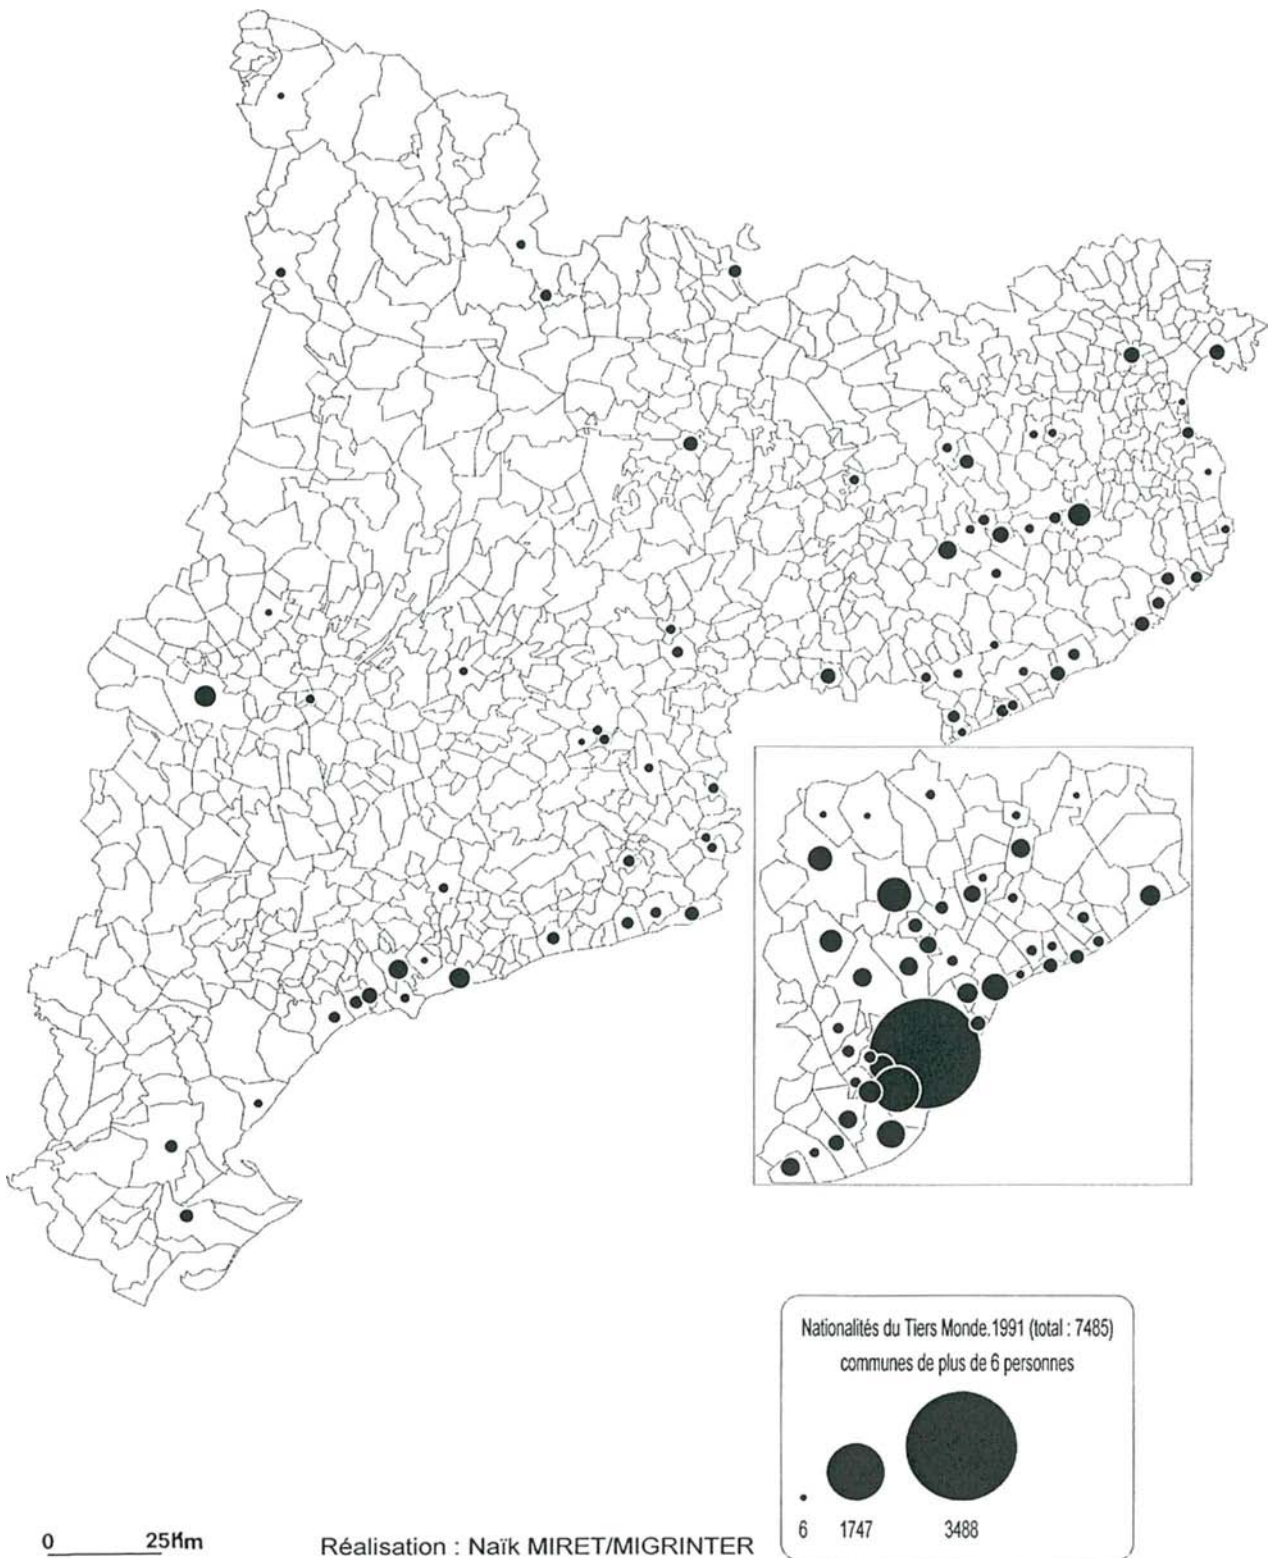 Nationalités du Tiers Monde.1991 (total : 7485)
communes de plus de 6 personnes
6 1747 3488
0 25Km
Réalisation : Naïk MIRET/MIGRINTER